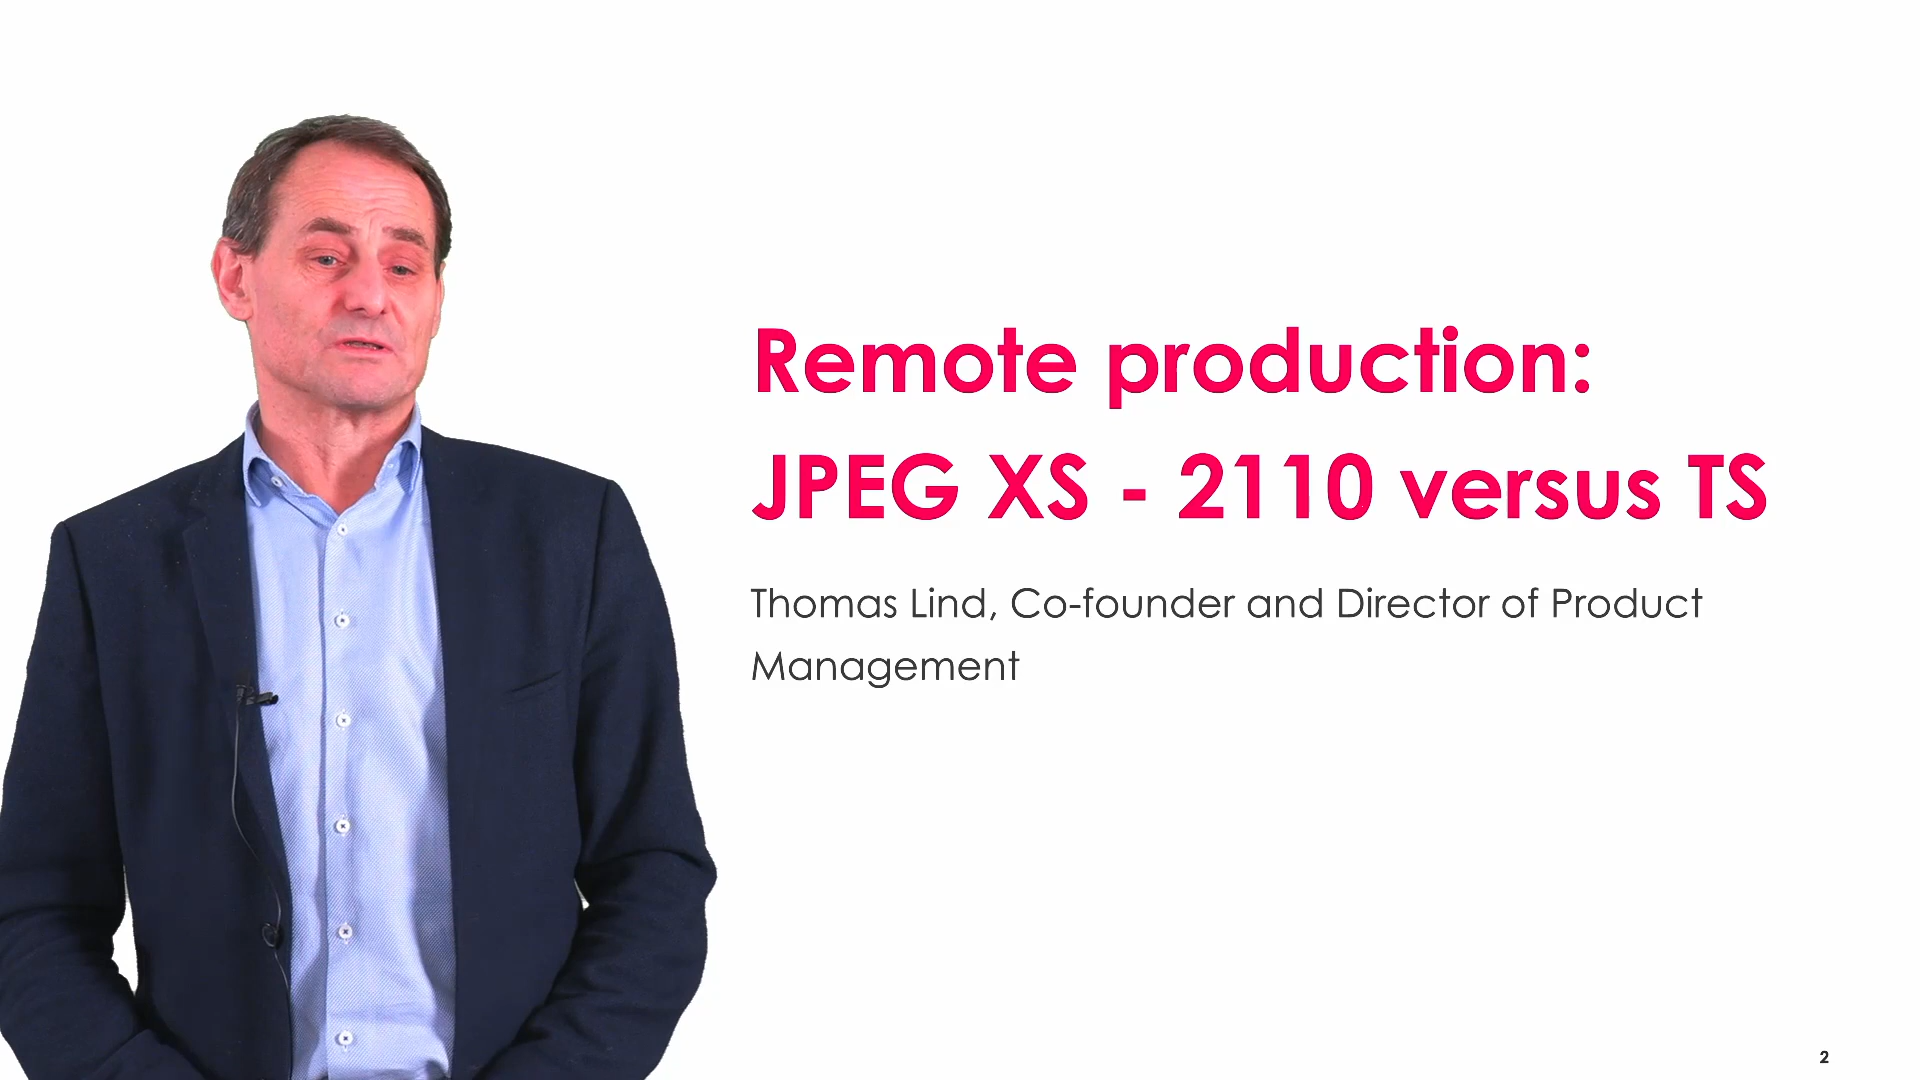 Remote production:
JPEG XS - 2110 versus TS
Thomas Lind, Co-founder and Director of Product
Management
2